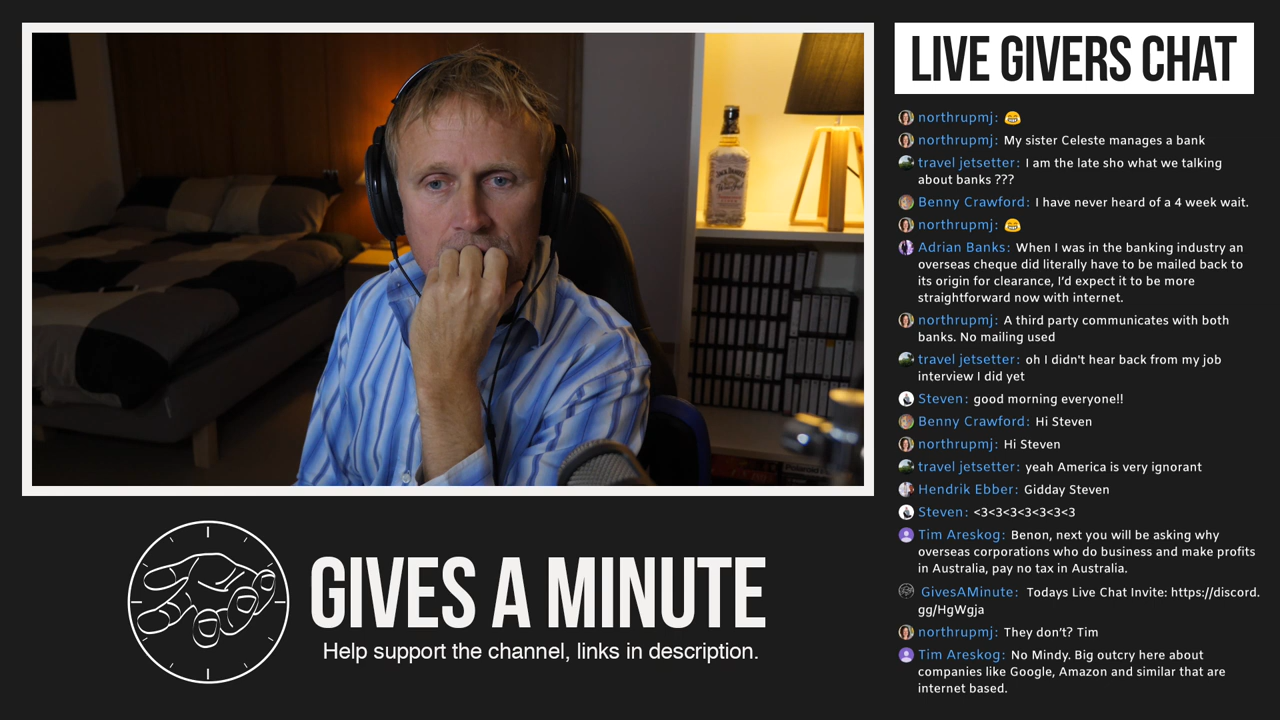 LIVE GIVERS CHAT
northrupmj: 😂
northrupmj: My sister Celeste manages a bank
travel jetsetter: I am the late sho what we talking
about banks ???
Benny Crawford: I have never heard of a 4 week wait.
northrupmj: 😂
Adrian Banks: When I was in the banking industry an
overseas cheque did literally have to be mailed back to
its origin for clearance, I'd expect it to be more
straightforward now with internet.
northrupmj: A third party communicates with both
banks. No mailing used
travel jetsetter: oh I didn't hear back from my job
interview I did yet
Steven: good morning everyone!!
Benny Crawford: Hi Steven
northrupmj: Hi Steven
travel jetsetter: yeah America is very ignorant
Hendrik Ebber: Gidday Steven
Steven: <3<3<3<3<3<3<3
Tim Areskog: Benon, next you will be asking why
overseas corporations who do business and make profits
in Australia, pay no tax in Australia.
GivesAMinute: Todays Live Chat Invite: https://discord.
gg/HgWgja
northrupmj: They don't? Tim
Tim Areskog: No Mindy. Big outcry here about
companies like Google, Amazon and similar that are
internet based.
JACK DANIEL'S
Polaroid
GIVES A MINUTE
Help support the channel, links in description.